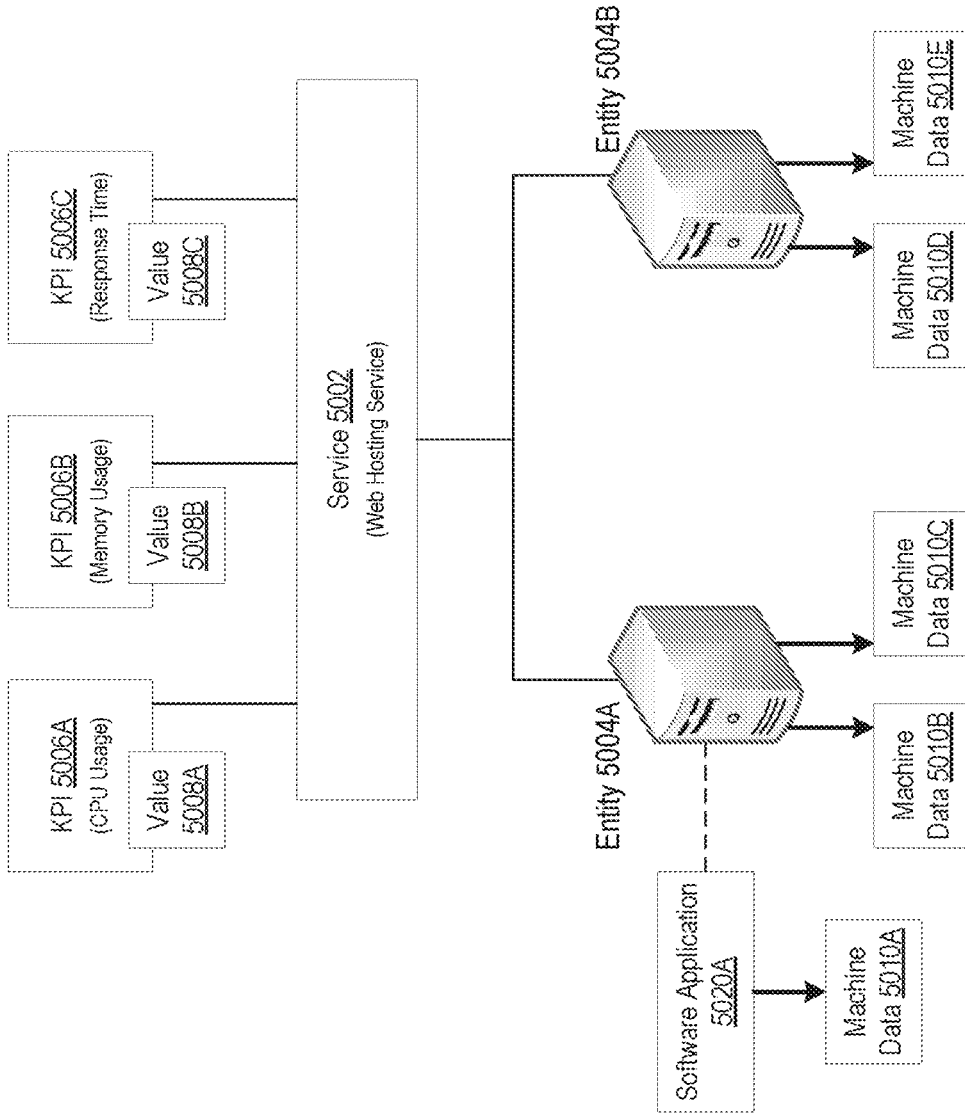 KPI 5006A
(CPU Usage)
Value
5008A
KPI 5006B
(Memory Usage)
Value
5008B
KPI 5006C
(Response Time)
Value
5008C
Service 5002
(Web Hosting Service)
Entity 5004A
Entity 5004B
Software Application
5020A
Machine
Data 5010A
Machine
Data 5010B
Machine
Data 5010C
Machine
Data 5010D
Machine
Data 5010E